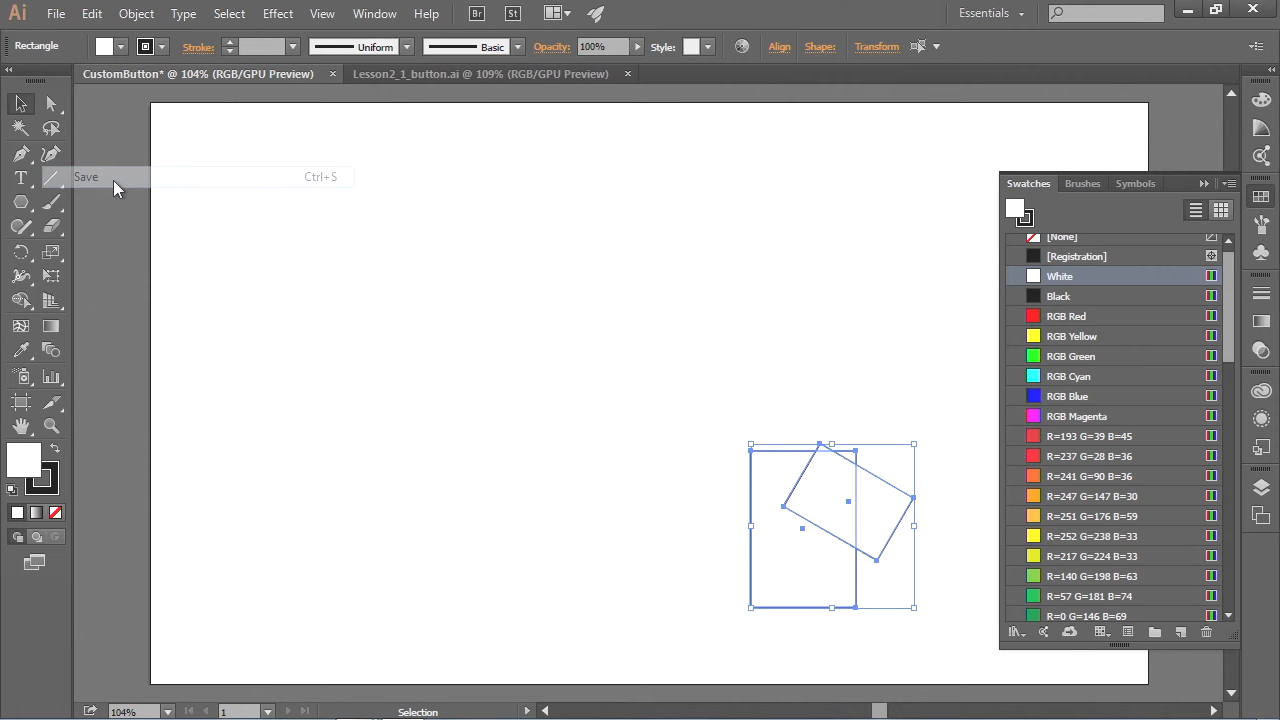 Ai File Edit Object Type Select Effect View Window Help Br St Essentials
Rectangle Stroke: Uniform Basic Opacity: 100% Style: Align Shape: Transform
CustomButton* @ 104% (RGB/GPU Preview) × Lesson2_1_button.ai @ 109% (RGB/GPU Preview) ×
Save Ctrl+S
Swatches Brushes Symbols
[None]
[Registration]
White
Black
RGB Red
RGB Yellow
RGB Green
RGB Cyan
RGB Blue
RGB Magenta
R=193 G=39 B=45
R=237 G=28 B=36
R=241 G=90 B=36
R=247 G=147 B=30
R=251 G=176 B=59
R=252 G=238 B=33
R=217 G=224 B=33
R=140 G=198 B=63
R=57 G=181 B=74
R=0 G=146 B=69
104% 1 Selection